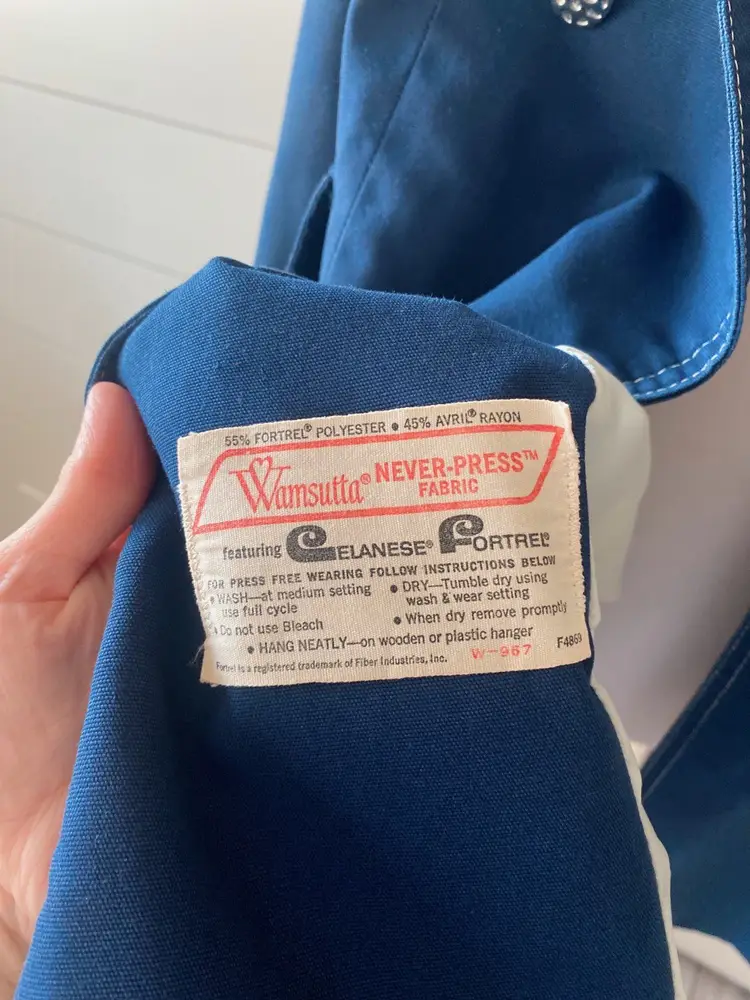 55% FORTREL® POLYESTER ● 45% AVRIL® RAYON
Wamsutta® NEVER-PRESS™
FABRIC
featuring CELANESE® FORTREL®
FOR PRESS FREE WEARING FOLLOW INSTRUCTIONS BELOW
● WASH—at medium setting
use full cycle
● Do not use Bleach
● DRY—Tumble dry using
wash & wear setting
● When dry remove promptly
● HANG NEATLY—on wooden or plastic hanger
Fortrel is a registered trademark of Fiber Industries, Inc.
W-967
F4869